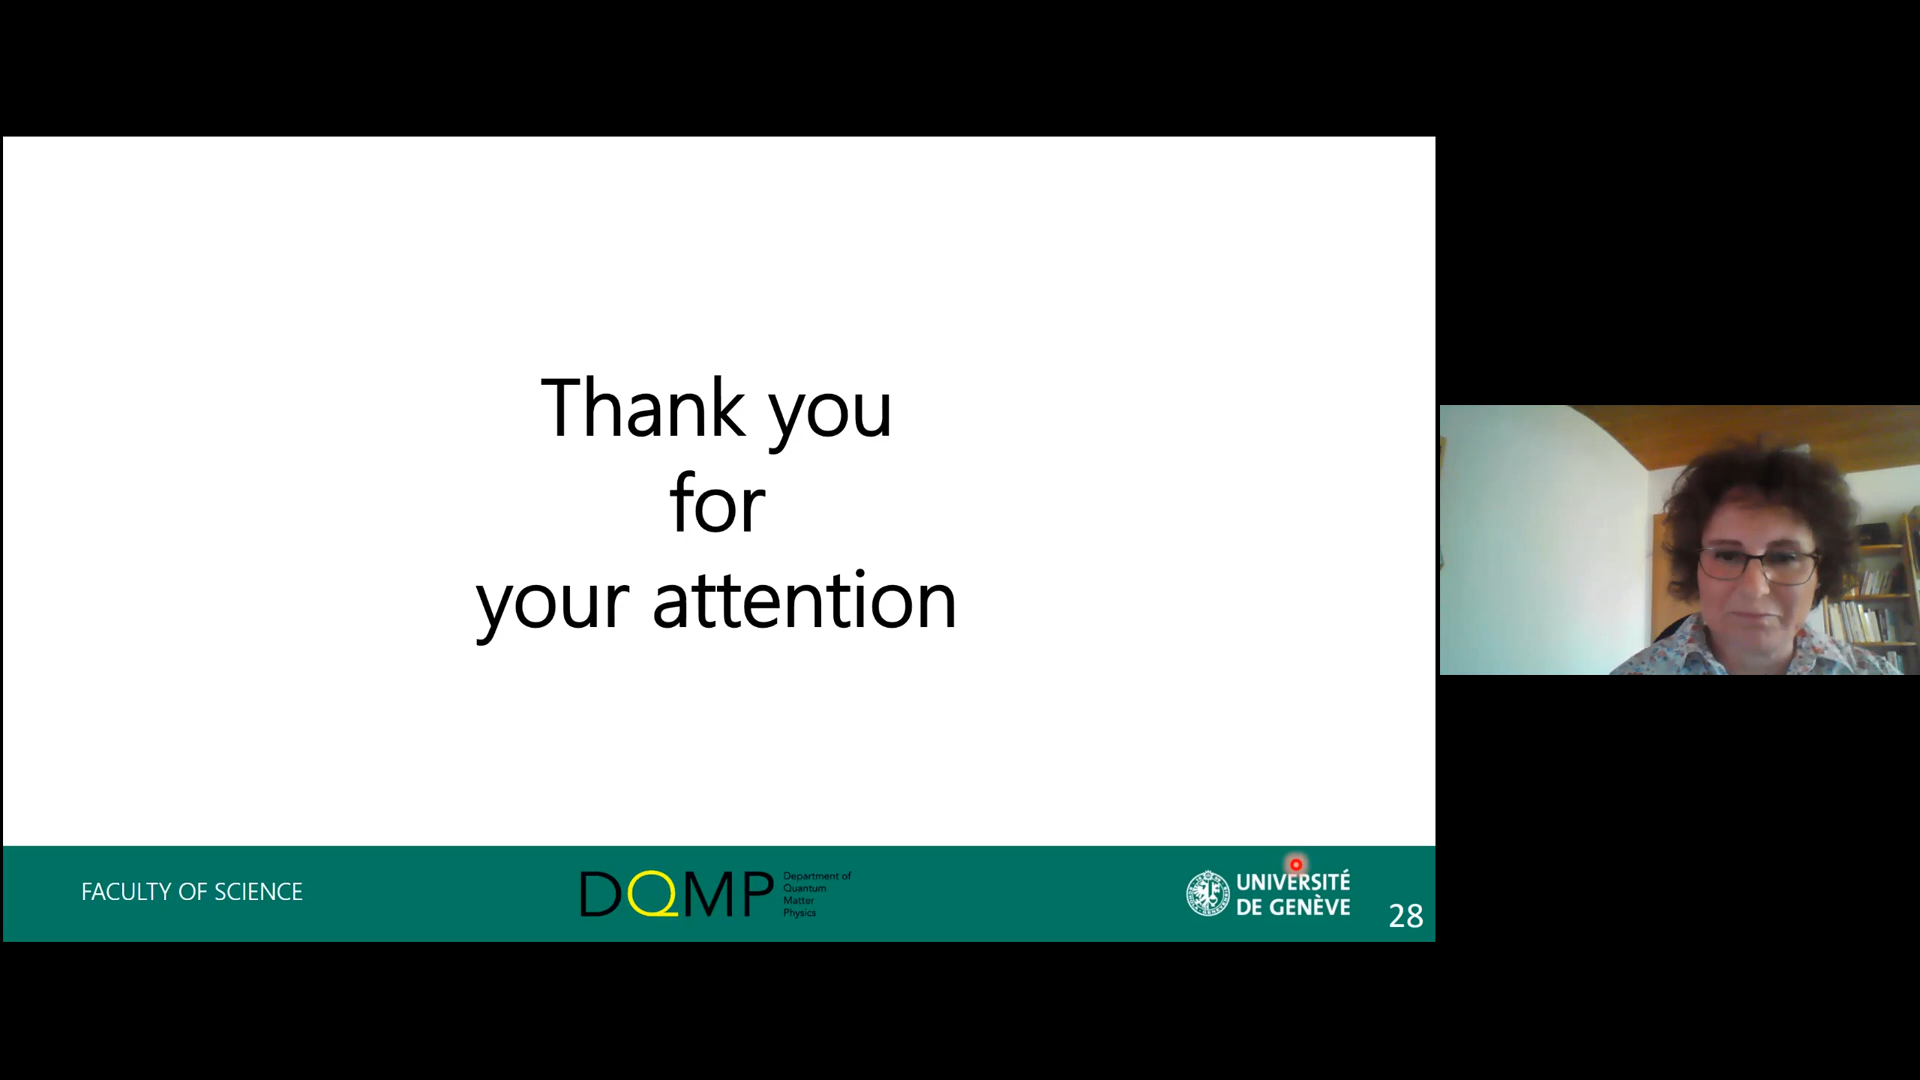 Thank you
for
your attention
FACULTY OF SCIENCE
DQMP
Department of
Quantum
Matter
Physics
UNIVERSITÉ
DE GENÈVE
28